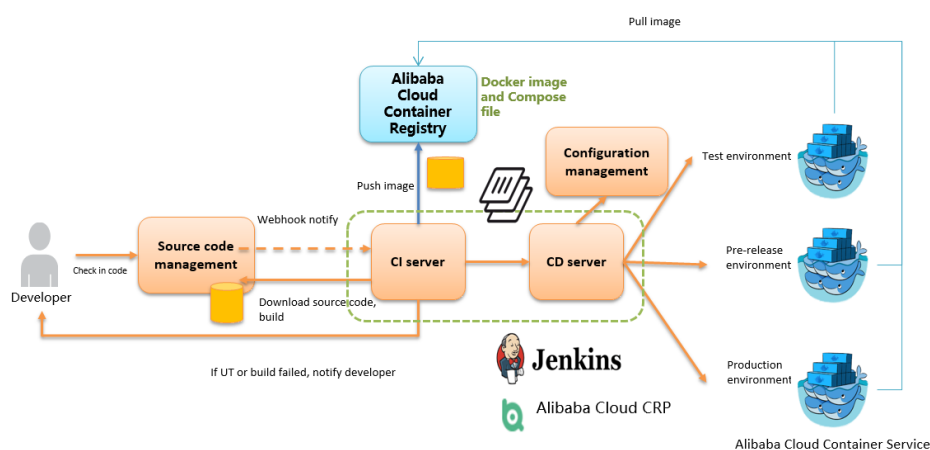 Pull image
Alibaba
Cloud
Container
Registry
Docker image
and Compose
file
Configuration
management
Test environment
Push image
Webhook notify
Source code
management
CI server
CD server
Pre-release
environment
Check in code
Developer
Download source code,
build
If UT or build failed, notify developer
Jenkins
Production
environment
Alibaba Cloud CRP
Alibaba Cloud Container Service